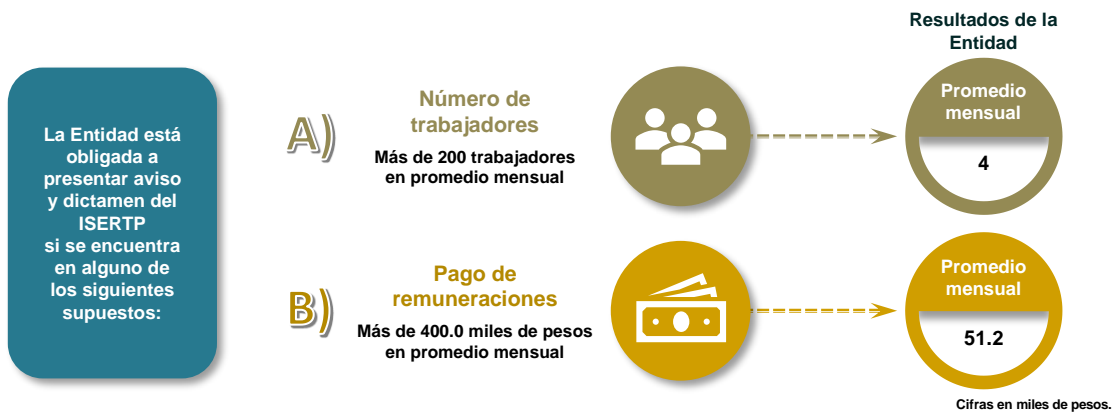 La Entidad está
obligada a
presentar aviso
y dictamen del
ISERTP
si se encuentra
en alguno de
los siguientes
supuestos:
A)
Número de
trabajadores
Más de 200 trabajadores
en promedio mensual
Resultados de la
Entidad
Promedio
mensual
4
B)
Pago de
remuneraciones
Más de 400.0 miles de pesos
en promedio mensual
Promedio
mensual
51.2
Cifras en miles de pesos.